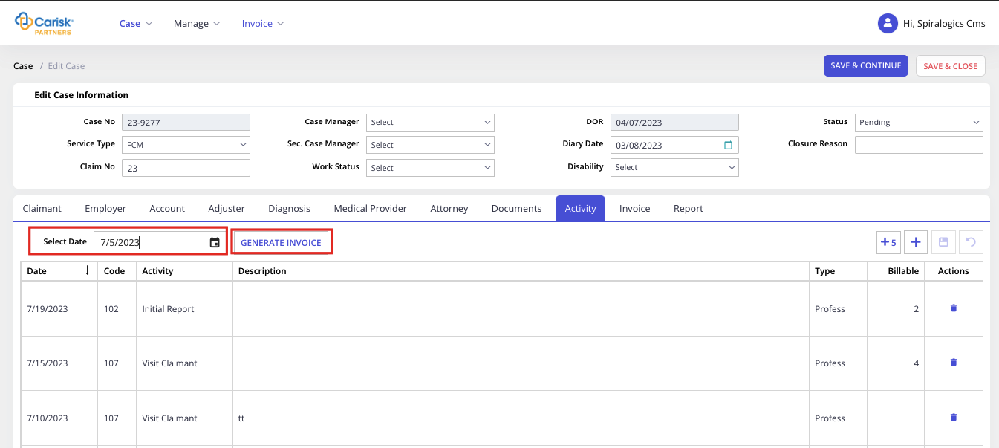 Carisk
PARTNERS
Case Manage Invoice
Hi, Spiralogics Cms
Case / Edit Case
SAVE & CONTINUE SAVE & CLOSE
Edit Case Information
Case No 23-9277 Case Manager Select DOR 04/07/2023 Status Pending
Service Type FCM Sec. Case Manager Select Diary Date 03/08/2023 Closure Reason
Claim No 23 Work Status Select Disability Select
Claimant Employer Account Adjuster Diagnosis Medical Provider Attorney Documents Activity Invoice Report
Select Date 7/5/2023 GENERATE INVOICE +5 +
Date ↓ Code Activity Description Type Billable Actions
7/19/2023 102 Initial Report Profess 2
7/15/2023 107 Visit Claimant Profess 4
7/10/2023 107 Visit Claimant tt Profess